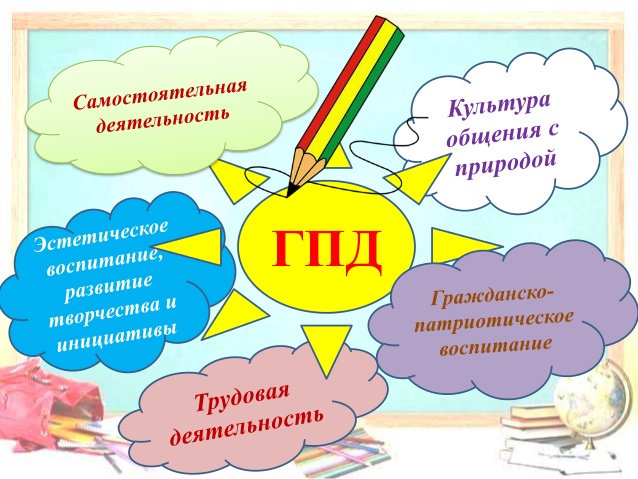 Самостоятельная
деятельность
Культура
общения с
природой
Эстетическое
воспитание,
развитие
творчества и
инициативы
ГПД
Гражданско-
патриотическое
воспитание
Трудовая
деятельность